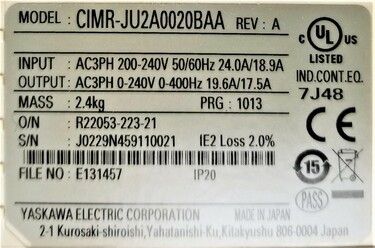 MODEL : CIMR-JU2A0020BAA REV : A
C UL US
LISTED
IND.CONT.EQ.
7J48
INPUT : AC3PH 200-240V 50/60Hz 24.0A/18.9A
OUTPUT : AC3PH 0-240V 0-400Hz 19.6A/17.5A
MASS : 2.4kg PRG : 1013
O/N : R22053-223-21
S/N : J0229N459110021 IE2 Loss 2.0%
CE
15
FILE NO : E131457 IP20
PASS
YASKAWA ELECTRIC CORPORATION
2-1 Kurosaki-shiroishi,Yahatanishi-Ku,Kitakyushu 806-0004 Japan